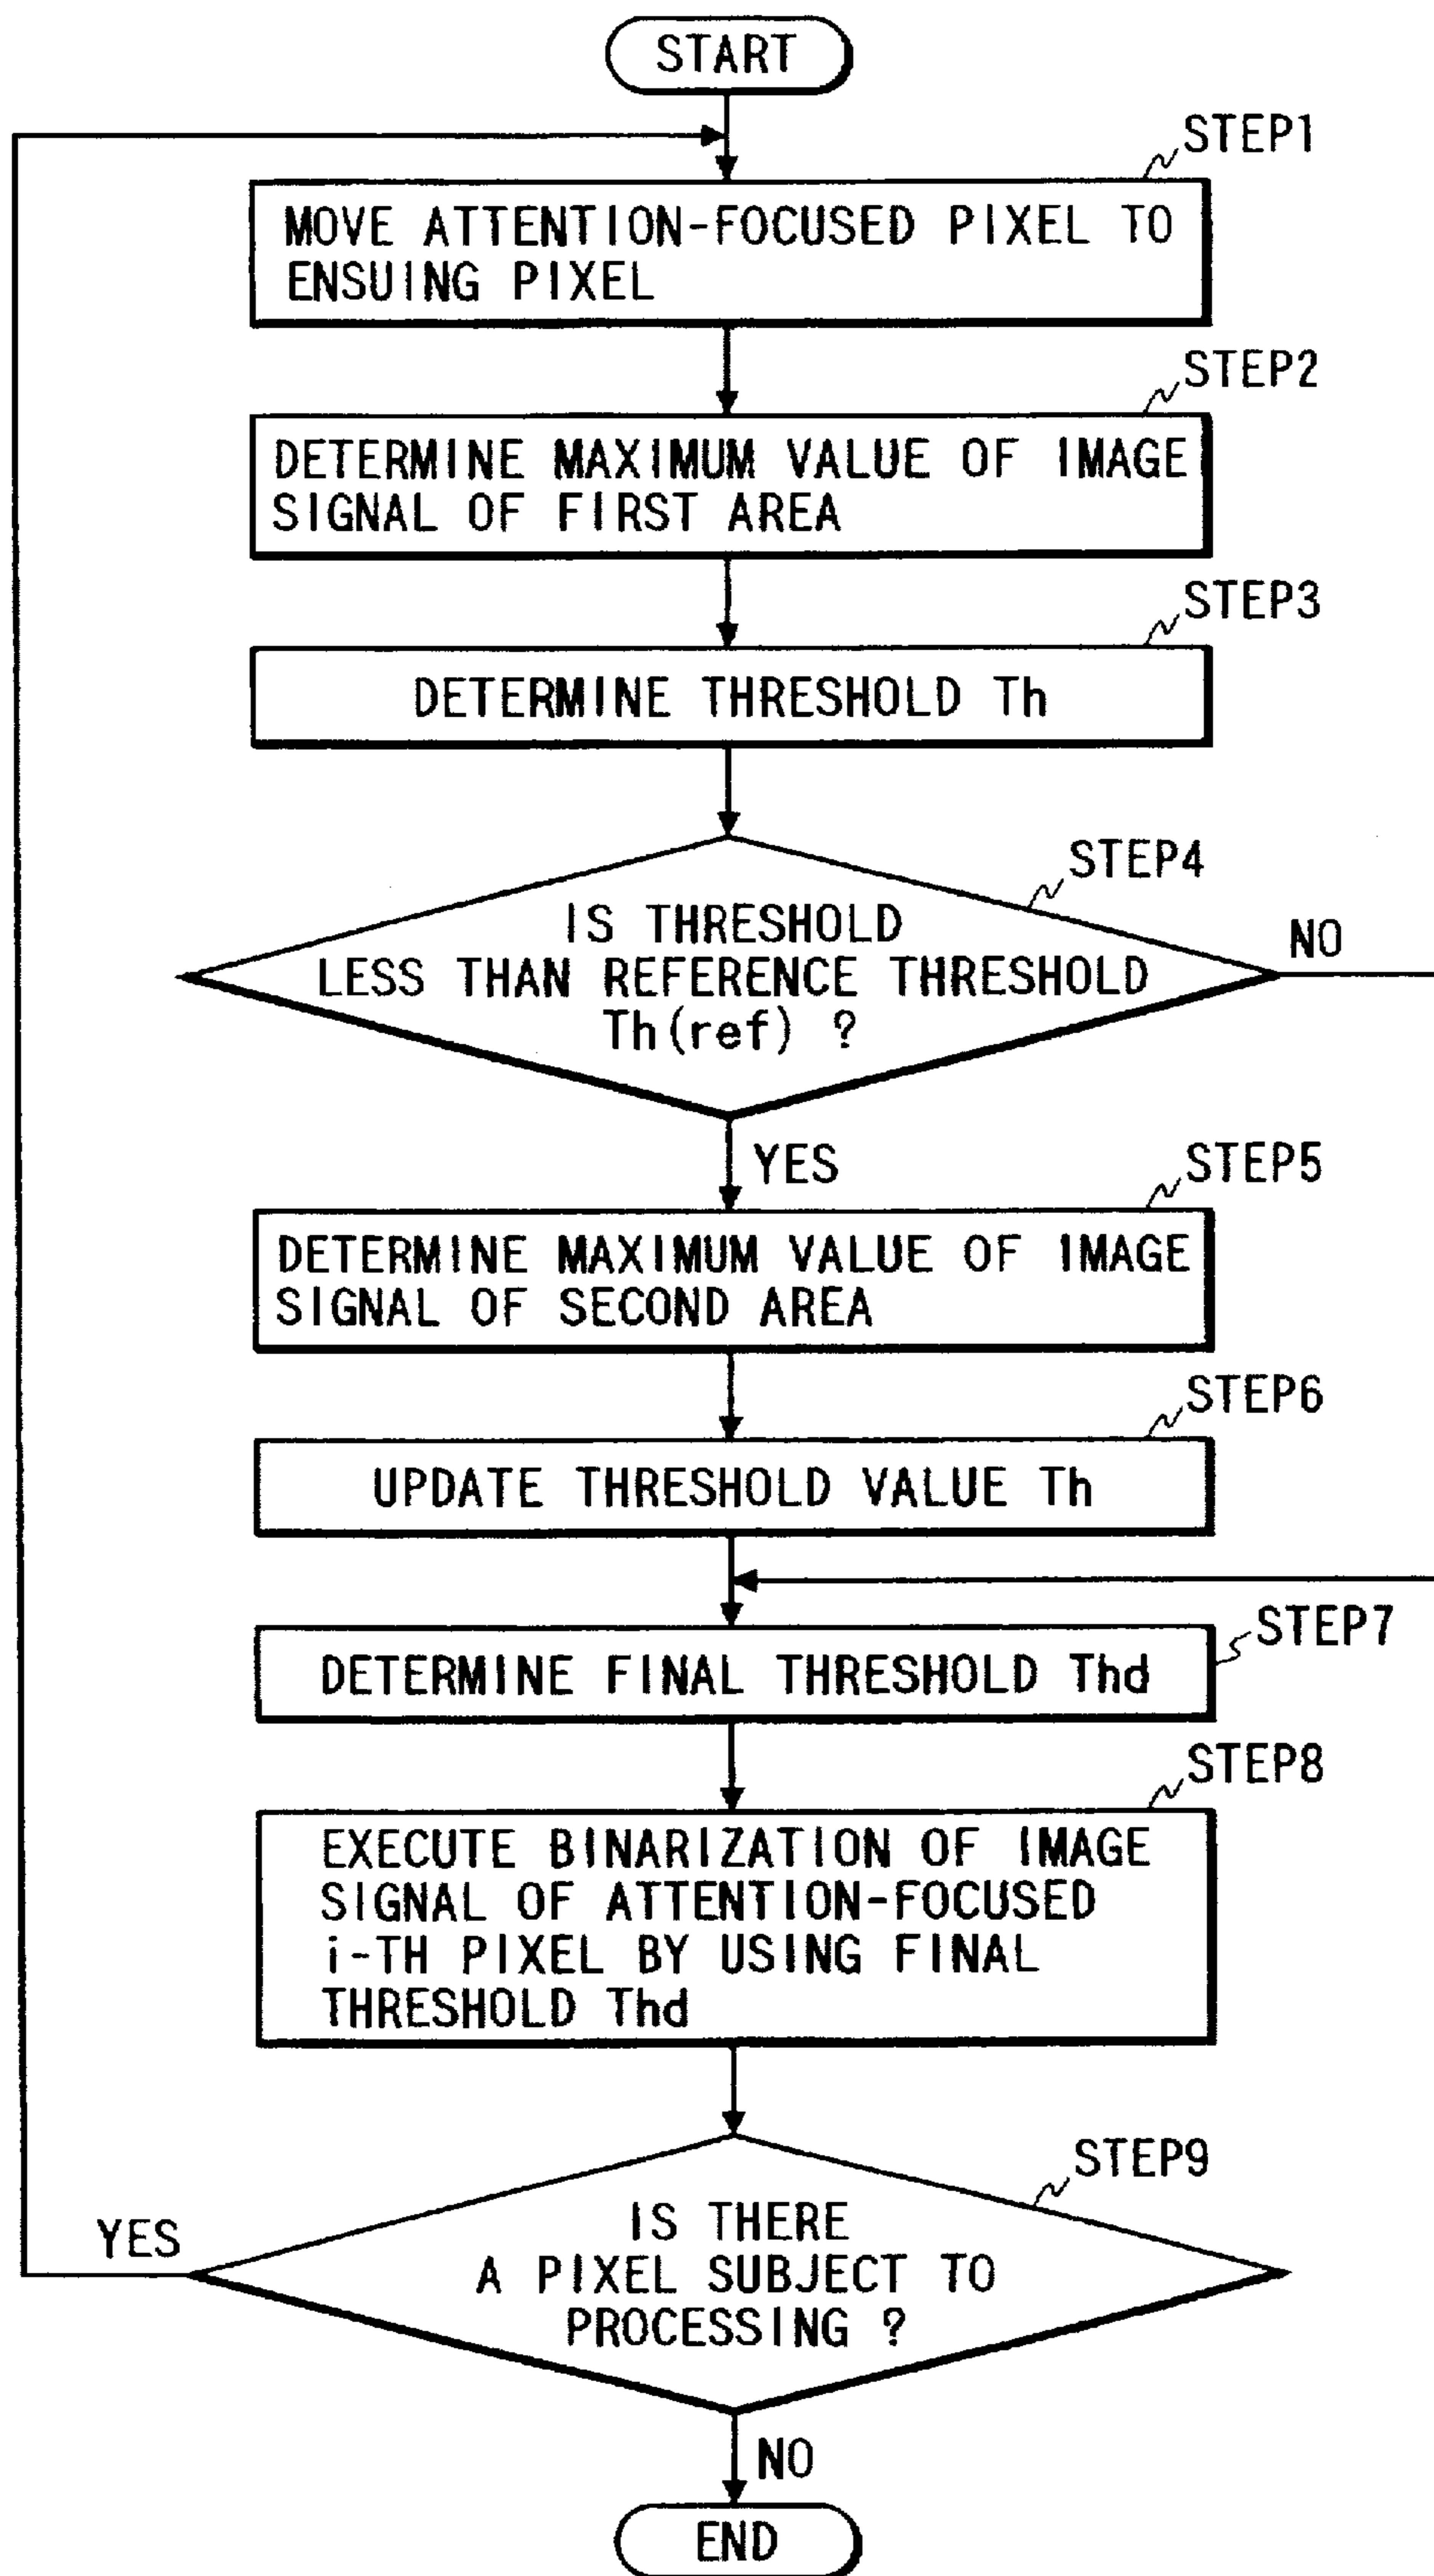 START
STEP1
MOVE ATTENTION-FOCUSED PIXEL TO
ENSUING PIXEL
STEP2
DETERMINE MAXIMUM VALUE OF IMAGE
SIGNAL OF FIRST AREA
STEP3
DETERMINE THRESHOLD Th
STEP4
IS THRESHOLD
LESS THAN REFERENCE THRESHOLD
Th(ref) ?
NO
YES
STEP5
DETERMINE MAXIMUM VALUE OF IMAGE
SIGNAL OF SECOND AREA
STEP6
UPDATE THRESHOLD VALUE Th
STEP7
DETERMINE FINAL THRESHOLD Thd
STEP8
EXECUTE BINARIZATION OF IMAGE
SIGNAL OF ATTENTION-FOCUSED
i-TH PIXEL BY USING FINAL
THRESHOLD Thd
STEP9
IS THERE
A PIXEL SUBJECT TO
PROCESSING ?
YES
NO
END